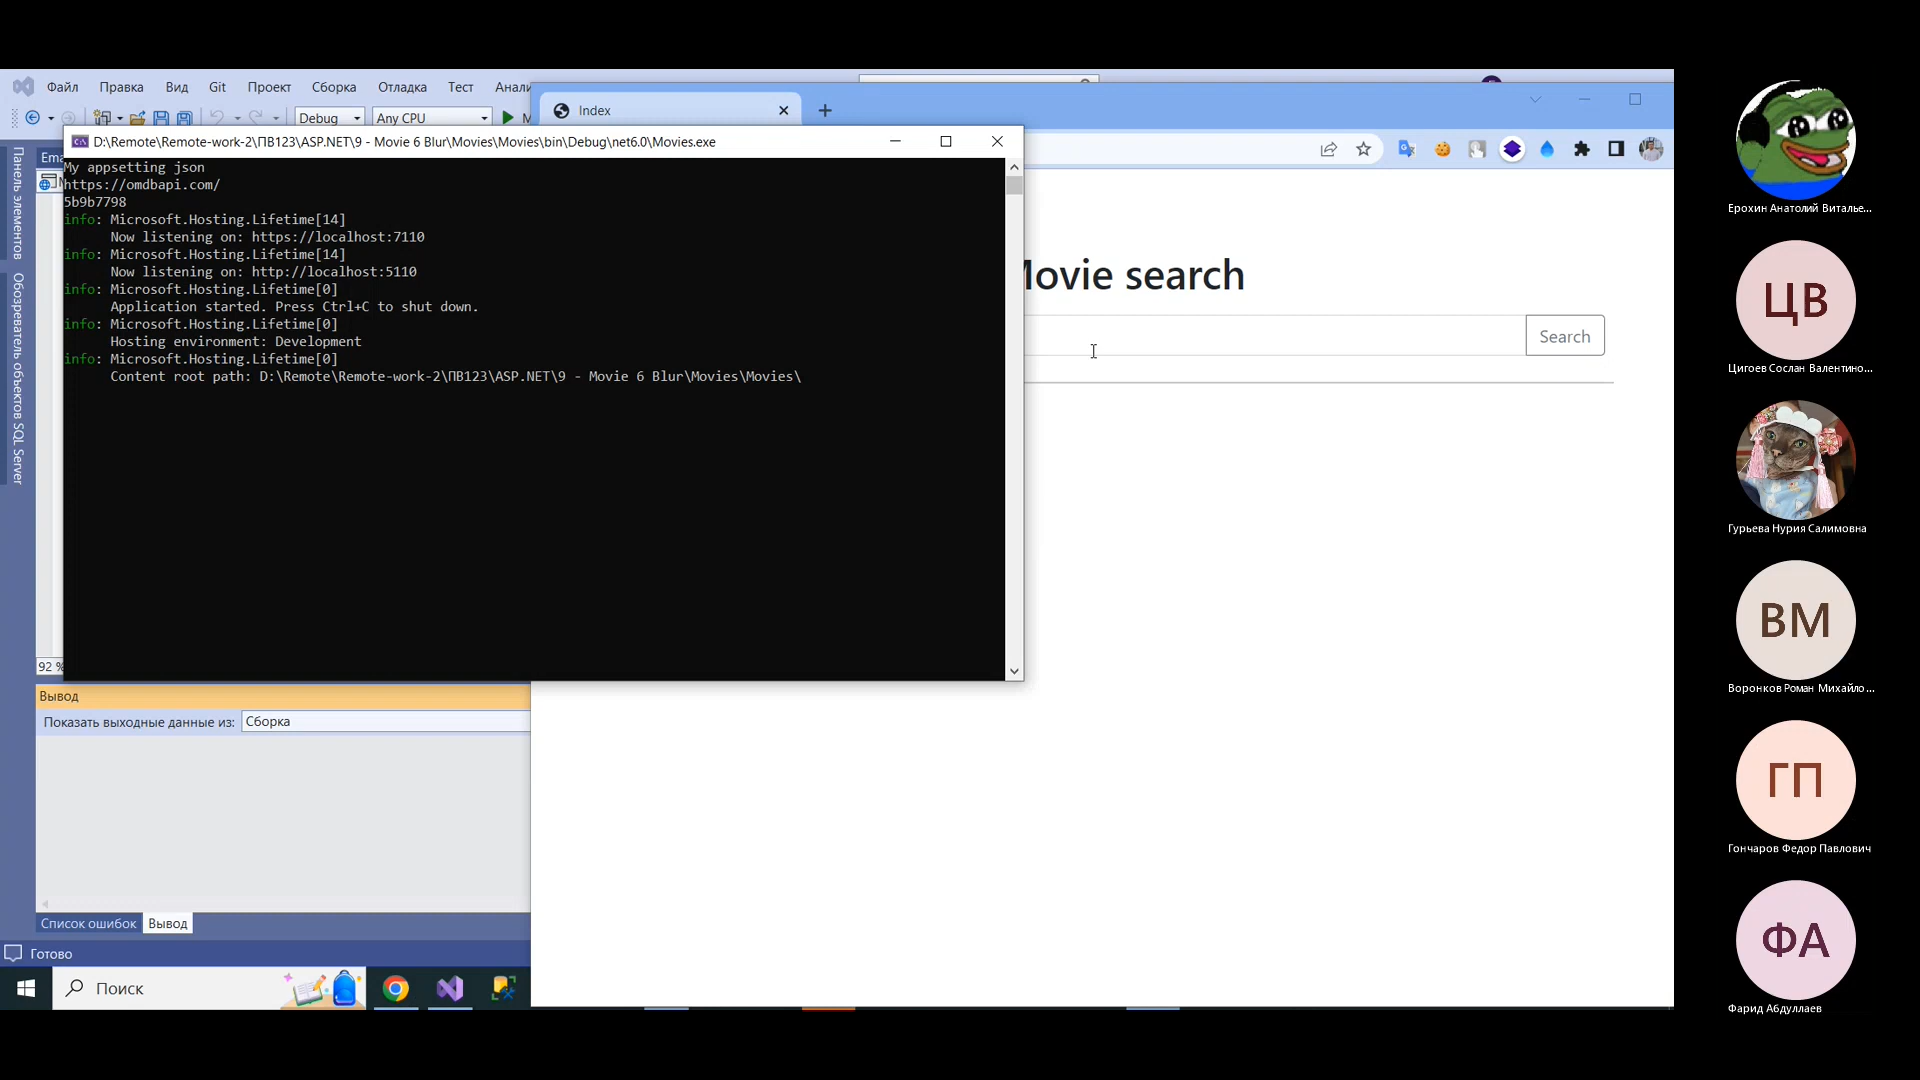 Файл Правка Вид Git Проект Сборка Отладка Тест
Debug Any CPU
Index
D:\Remote\Remote-work-2\ПВ123\ASP.NET\9 - Movie 6 Blur\Movies\Movies\bin\Debug\net6.0\Movies.exe
My appsetting json
https://omdbapi.com/
5b9b7798
info: Microsoft.Hosting.Lifetime[14]
Now listening on: https://localhost:7110
info: Microsoft.Hosting.Lifetime[14]
Now listening on: http://localhost:5110
info: Microsoft.Hosting.Lifetime[0]
Application started. Press Ctrl+C to shut down.
info: Microsoft.Hosting.Lifetime[0]
Hosting environment: Development
info: Microsoft.Hosting.Lifetime[0]
Content root path: D:\Remote\Remote-work-2\ПВ123\ASP.NET\9 - Movie 6 Blur\Movies\Movies\
Панель элементов
Обозреватель объектов SQL Server
Movie search
Search
92 %
Вывод
Показать выходные данные из: Сборка
Список ошибок Вывод
Готово
Поиск
Ерохин Анатолий Виталье...
ЦВ
Цигоев Сослан Валентино...
Гурьева Нурия Салимовна
ВМ
Воронков Роман Михайло...
ГП
Гончаров Федор Павлович
ФА
Фарид Абдуллаев